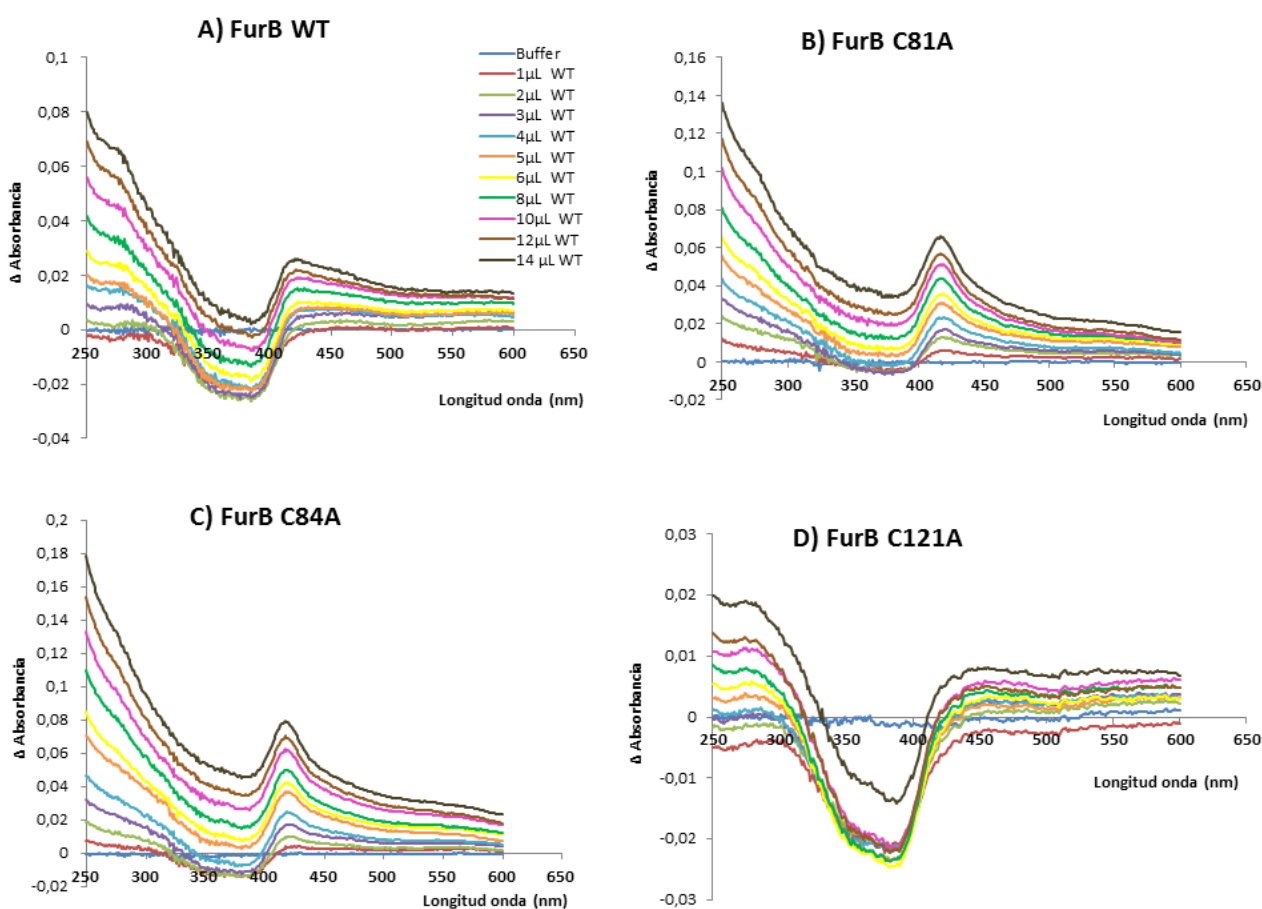 A) FurB WT
0,1
0,08
0,06
0,04
0,02
0
-0,02
-0,04
250 300 350 400 450 500 550 600 650
Δ Absorbancia
Longitud onda (nm)
Buffer
1µL WT
2µL WT
3µL WT
4µL WT
5µL WT
6µL WT
8µL WT
10µL WT
12µL WT
14 µL WT
B) FurB C81A
0,16
0,14
0,12
0,1
0,08
0,06
0,04
0,02
0
-0,02
250 300 350 400 450 500 550 600 650
Δ Absorbancia
Longitud onda (nm)
C) FurB C84A
0,2
0,18
0,16
0,14
0,12
0,1
0,08
0,06
0,04
0,02
0
-0,02
250 300 350 400 450 500 550 600 650
Δ Absorbancia
Longitud onda (nm)
D) FurB C121A
0,03
0,02
0,01
0
-0,01
-0,02
-0,03
250 300 350 400 450 500 550 600 650
Δ Absorbancia
Longitud onda (nm)